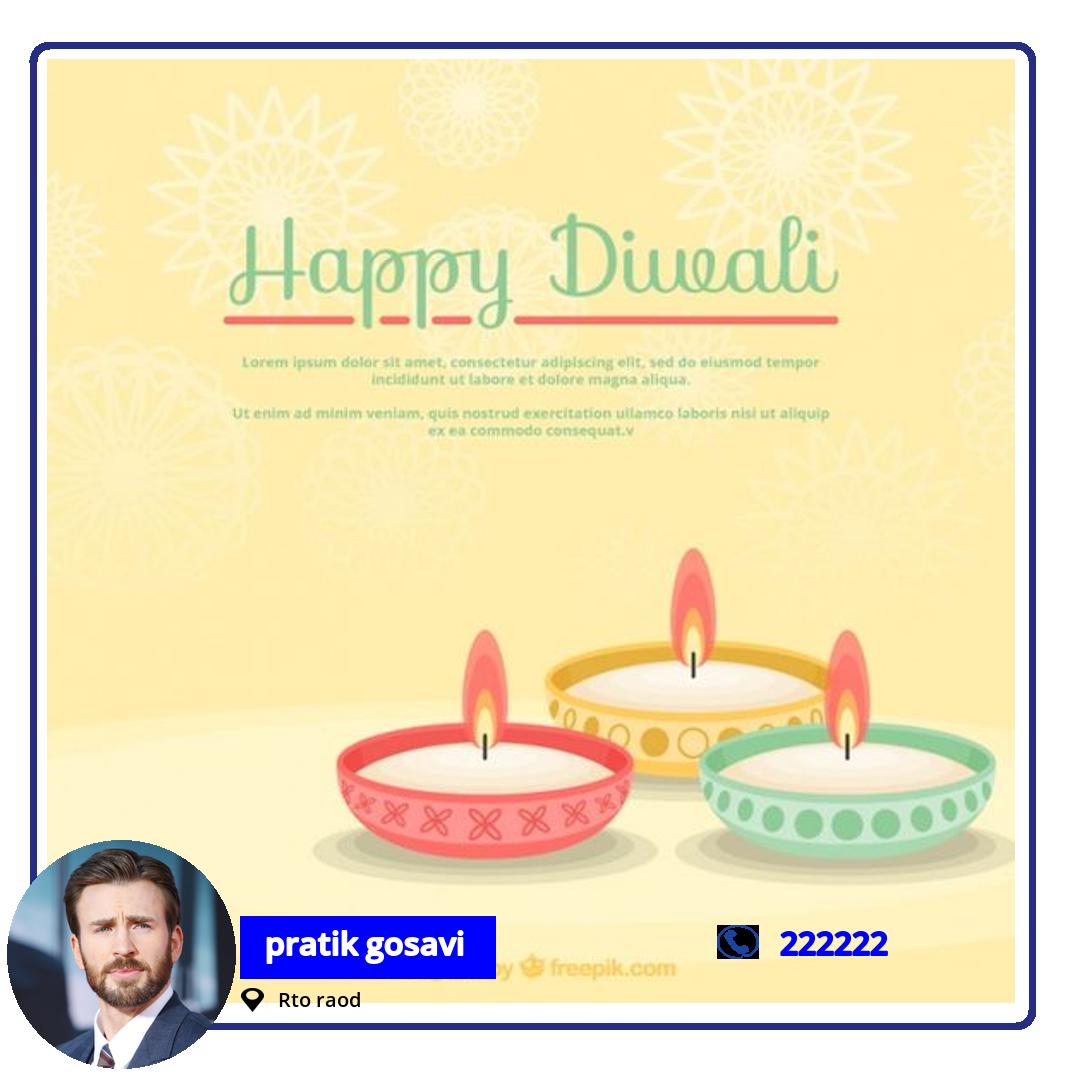 Happy Diwali
Lorem ipsum dolor sit amet, consectetur adipiscing elit, sed do eiusmod tempor
incididunt ut labore et dolore magna aliqua.
Ut enim ad minim veniam, quis nostrud exercitation ullamco laboris nisi ut aliquip
ex ea commodo consequat.v
pratik gosavi
222222
by freepik.com
Rto raod